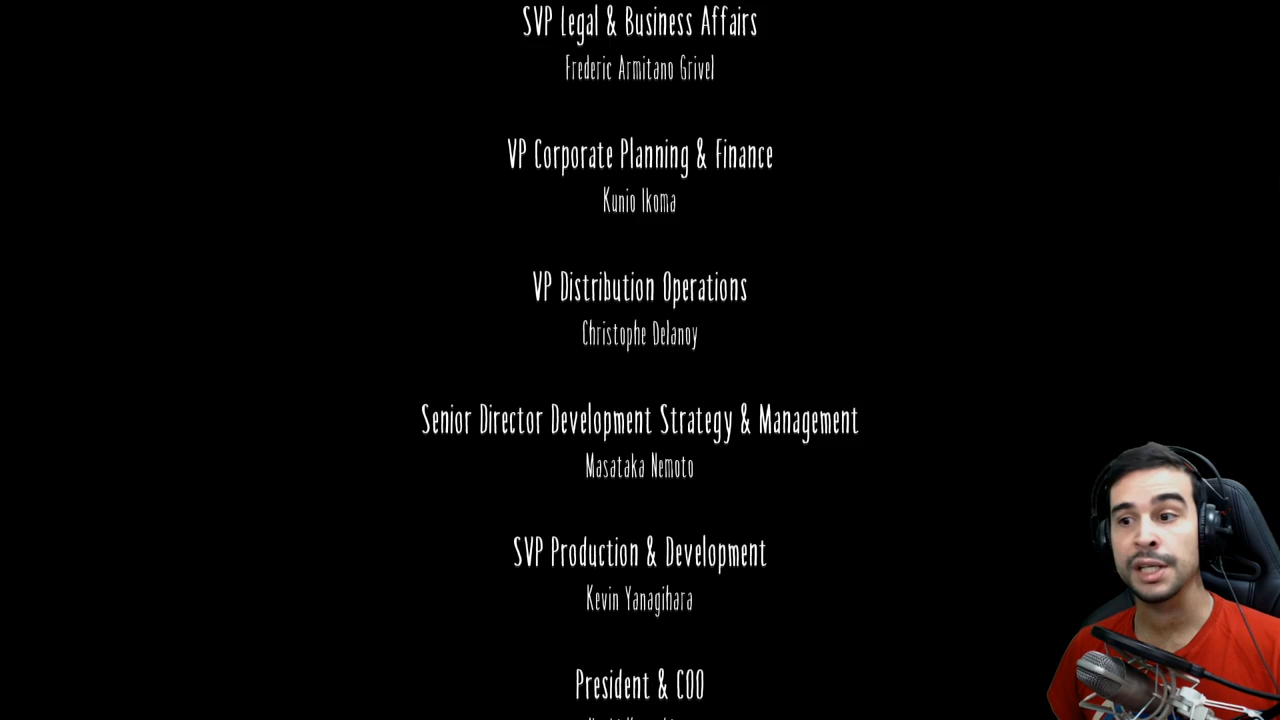 SVP Legal & Business Affairs
Frederic Armitano Grivel
VP Corporate Planning & Finance
Kunio Ikoma
VP Distribution Operations
Christophe Delanoy
Senior Director Development Strategy & Management
Masataka Nemoto
SVP Production & Development
Kevin Yanagihara
President & COO